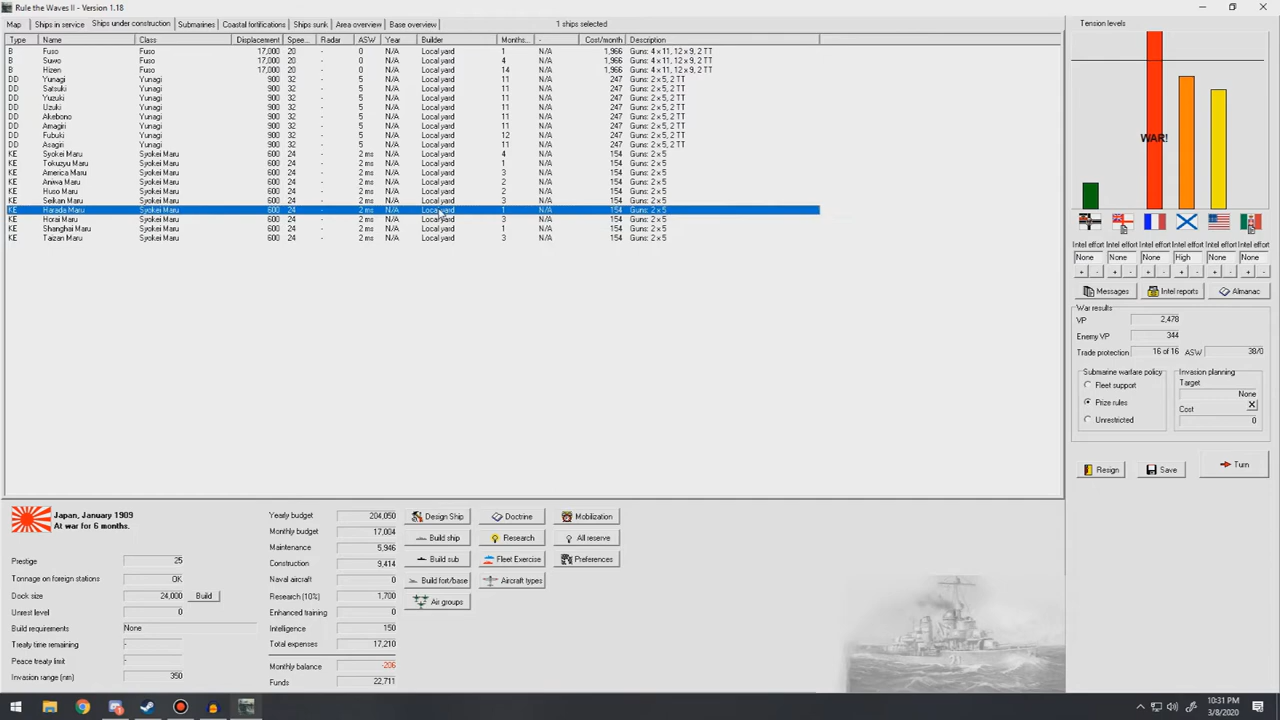 Rule the Waves II - Version 1.18
Map Ships in service Ships under construction Submarines Coastal fortifications Ships sunk Area overview Base overview 1 ships selected
Type Name Class Displacement Spee... Radar ASW Year Builder Months... - Cost/month Description
B Fuso Fuso 17,000 20 - 0 N/A Local yard 1 N/A 1,966 Guns: 4 x 11, 12 x 9, 2 TT
B Suwo Fuso 17,000 20 - 0 N/A Local yard 4 N/A 1,966 Guns: 4 x 11, 12 x 9, 2 TT
B Hizen Fuso 17,000 20 - 0 N/A Local yard 14 N/A 1,966 Guns: 4 x 11, 12 x 9, 2 TT
DD Yunagi Yunagi 900 32 - 5 N/A Local yard 11 N/A 247 Guns: 2 x 5, 2 TT
DD Satsuki Yunagi 900 32 - 5 N/A Local yard 11 N/A 247 Guns: 2 x 5, 2 TT
DD Yuzuki Yunagi 900 32 - 5 N/A Local yard 11 N/A 247 Guns: 2 x 5, 2 TT
DD Uzuki Yunagi 900 32 - 5 N/A Local yard 11 N/A 247 Guns: 2 x 5, 2 TT
DD Akebono Yunagi 900 32 - 5 N/A Local yard 11 N/A 247 Guns: 2 x 5, 2 TT
DD Amagiri Yunagi 900 32 - 5 N/A Local yard 11 N/A 247 Guns: 2 x 5, 2 TT
DD Fubuki Yunagi 900 32 - 5 N/A Local yard 12 N/A 247 Guns: 2 x 5, 2 TT
DD Asagiri Yunagi 900 32 - 5 N/A Local yard 11 N/A 247 Guns: 2 x 5, 2 TT
KE Syokei Maru Syokei Maru 600 24 - 2 ms N/A Local yard 4 N/A 154 Guns: 2 x 5
KE Tokuzyu Maru Syokei Maru 600 24 - 2 ms N/A Local yard 1 N/A 154 Guns: 2 x 5
KE America Maru Syokei Maru 600 24 - 2 ms N/A Local yard 3 N/A 154 Guns: 2 x 5
KE Aniwa Maru Syokei Maru 600 24 - 2 ms N/A Local yard 2 N/A 154 Guns: 2 x 5
KE Huso Maru Syokei Maru 600 24 - 2 ms N/A Local yard 2 N/A 154 Guns: 2 x 5
KE Seikan Maru Syokei Maru 600 24 - 2 ms N/A Local yard 3 N/A 154 Guns: 2 x 5
KE Harada Maru Syokei Maru 600 24 - 2 ms N/A Local yard 1 N/A 154 Guns: 2 x 5
KE Horai Maru Syokei Maru 600 24 - 2 ms N/A Local yard 3 N/A 154 Guns: 2 x 5
KE Shanghai Maru Syokei Maru 600 24 - 2 ms N/A Local yard 1 N/A 154 Guns: 2 x 5
KE Taizan Maru Syokei Maru 600 24 - 2 ms N/A Local yard 3 N/A 154 Guns: 2 x 5
Tension levels
WAR!
Intel effort Intel effort Intel effort Intel effort Intel effort Intel effort
None None None High None None
+ - + - + - + - + - + -
Messages Intel reports Almanac
War results
VP 2,478
Enemy VP 344
Trade protection 16 of 16 ASW 38/0
Submarine warfare policy
Fleet support
Prize rules
Unrestricted
Invasion planning
Target
None
Cost X
0
Resign Save Turn
Japan, January 1909
At war for 6 months.
Prestige 25
Tonnage on foreign stations OK
Dock size 24,000 Build
Unrest level 0
Build requirements None
Treaty time remaining -
Peace treaty limit -
Invasion range (nm) 350
Yearly budget 204,050
Monthly budget 17,004
Maintenance 5,946
Construction 9,414
Naval aircraft 0
Research (10%) 1,700
Enhanced training 0
Intelligence 150
Total expenses 17,210
Monthly balance -206
Funds 22,711
Design Ship Doctrine Mobilization
Build ship Research All reserve
Build sub Fleet Exercise Preferences
Build fort/base Aircraft types
Air groups
10:31 PM
3/8/2020